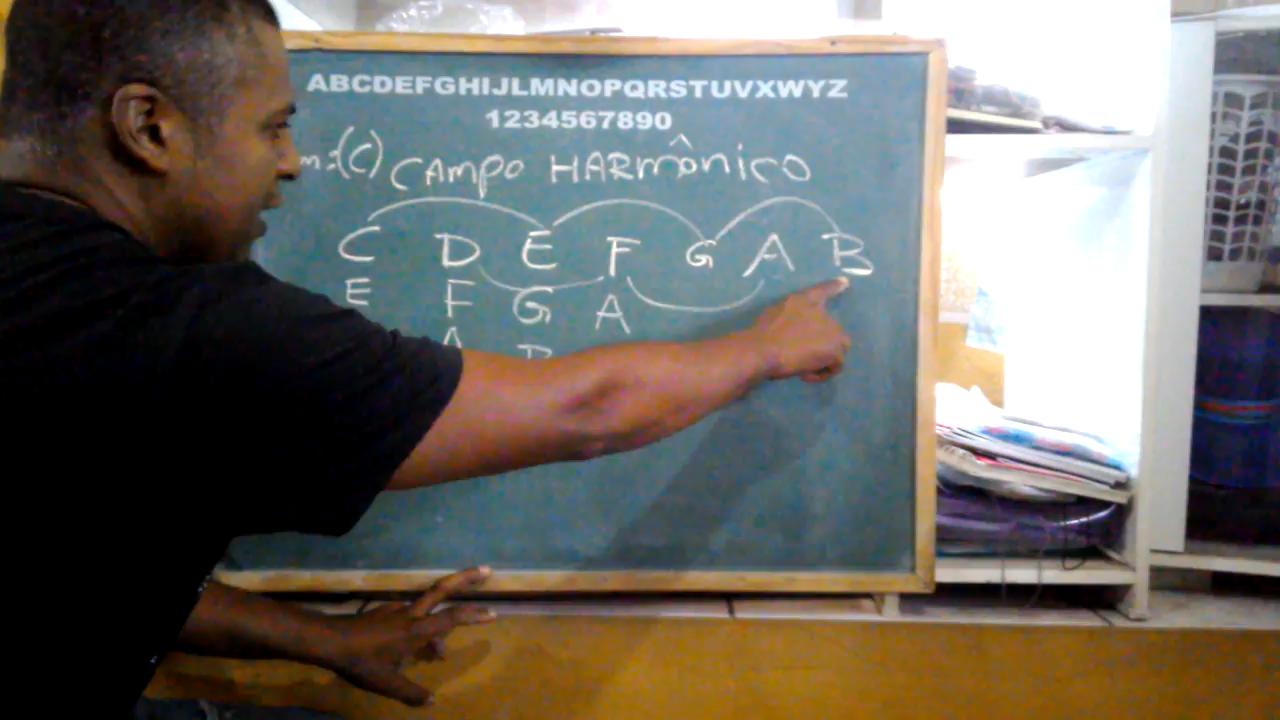 ABCDEFGHIJLMNOPQRSTUVXWYZ
1234567890
m:(C) CAMPO HARMÔNICO
C D E F G A B
E F G A
A B